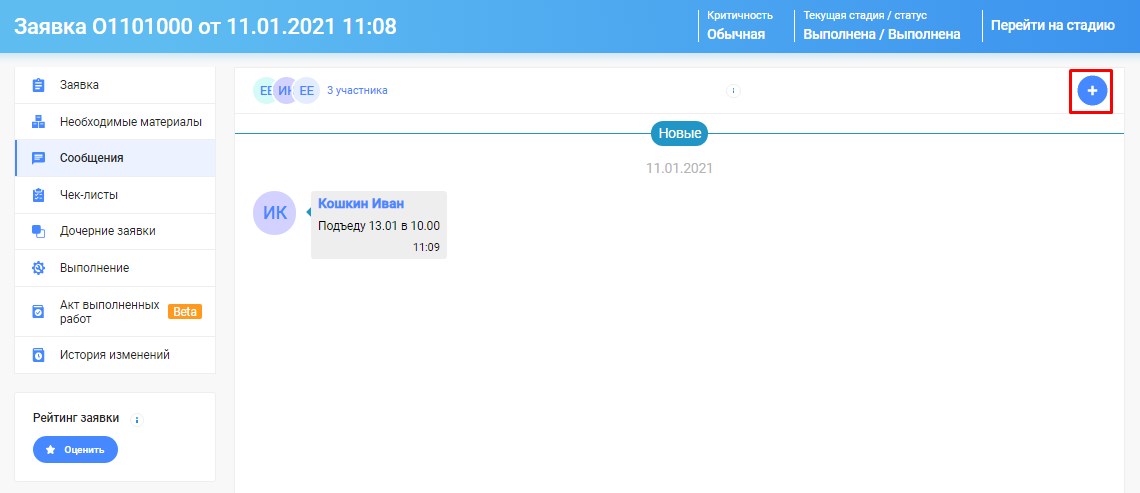 Заявка O1101000 от 11.01.2021 11:08
Критичность
Обычная
Текущая стадия / статус
Выполнена / Выполнена
Перейти на стадию
Заявка
Необходимые материалы
Сообщения
Чек-листы
Дочерние заявки
Выполнение
Акт выполненных
работ
Beta
История изменений
Рейтинг заявки
Оценить
ЕЕ ИК ЕЕ 3 участника
Новые
11.01.2021
ИК
Кошкин Иван
Подъеду 13.01 в 10.00
11:09